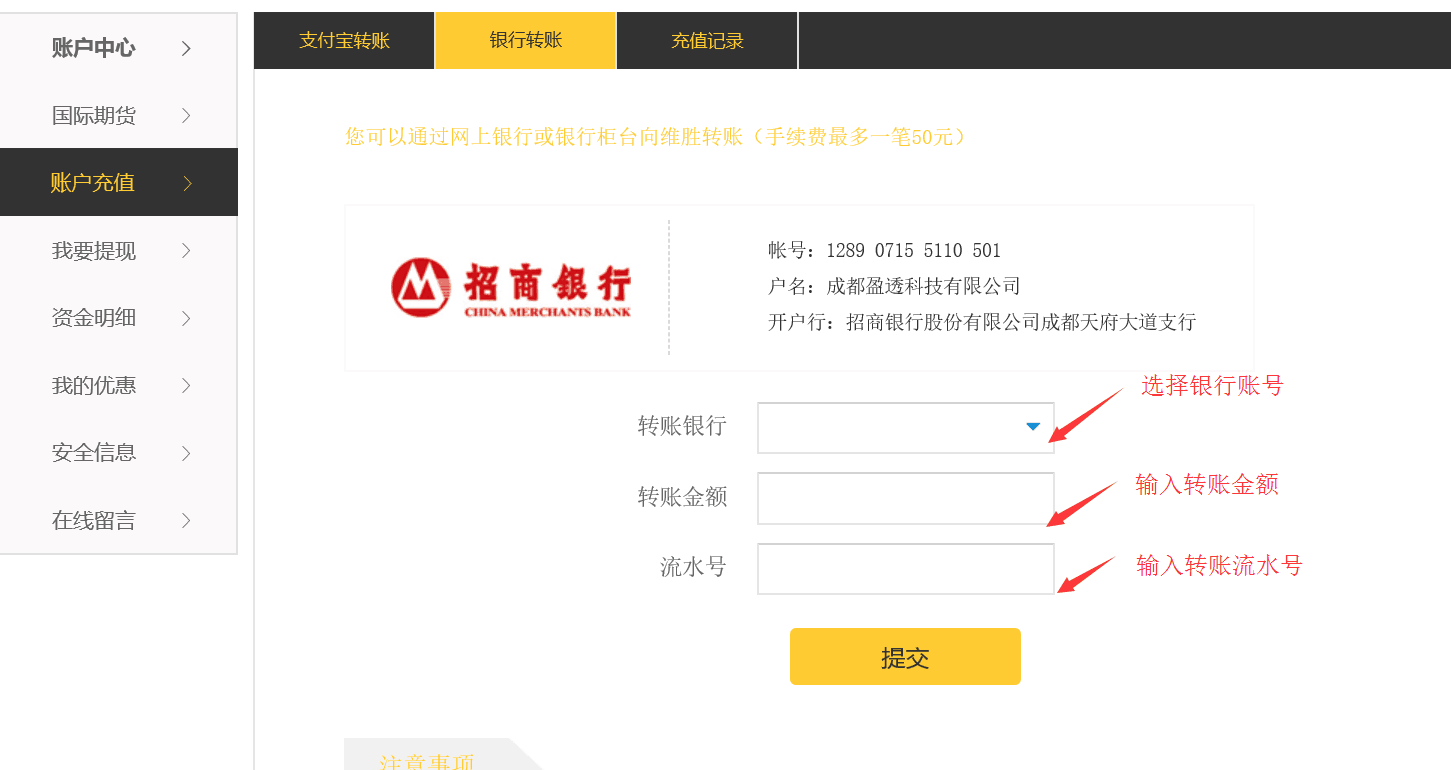 账户中心
国际期货
账户充值
我要提现
资金明细
我的优惠
安全信息
在线留言
支付宝转账
银行转账
充值记录
您可以通过网上银行或银行柜台向维胜转账（手续费最多一笔50元）
招商银行
CHINA MERCHANTS BANK
帐号：1289 0715 5110 501
户名：成都盈透科技有限公司
开户行：招商银行股份有限公司成都天府大道支行
转账银行
选择银行账号
转账金额
输入转账金额
流水号
输入转账流水号
提交
注意事项